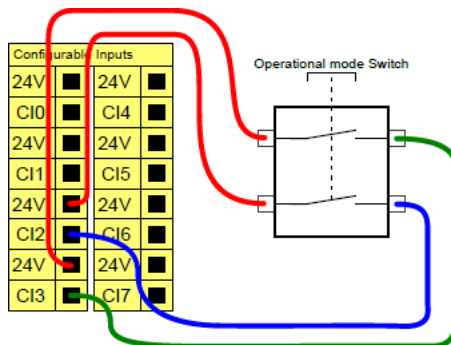 Configurable Inputs
Operational mode Switch
24V 24V
CI0 CI4
24V 24V
CI1 CI5
24V 24V
CI2 CI6
24V 24V
CI3 CI7